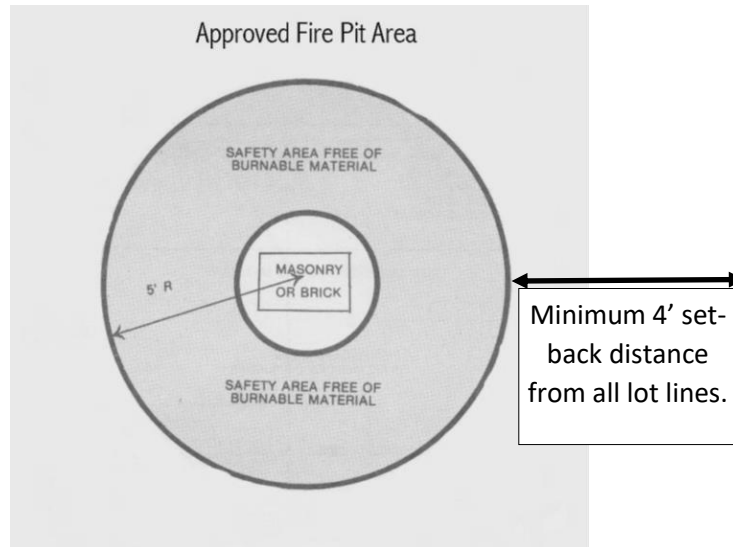 Approved Fire Pit Area
SAFETY AREA FREE OF
BURNABLE MATERIAL
MASONRY
OR BRICK
5' R
Minimum 4’ set-
back distance
from all lot lines.
SAFETY AREA FREE OF
BURNABLE MATERIAL